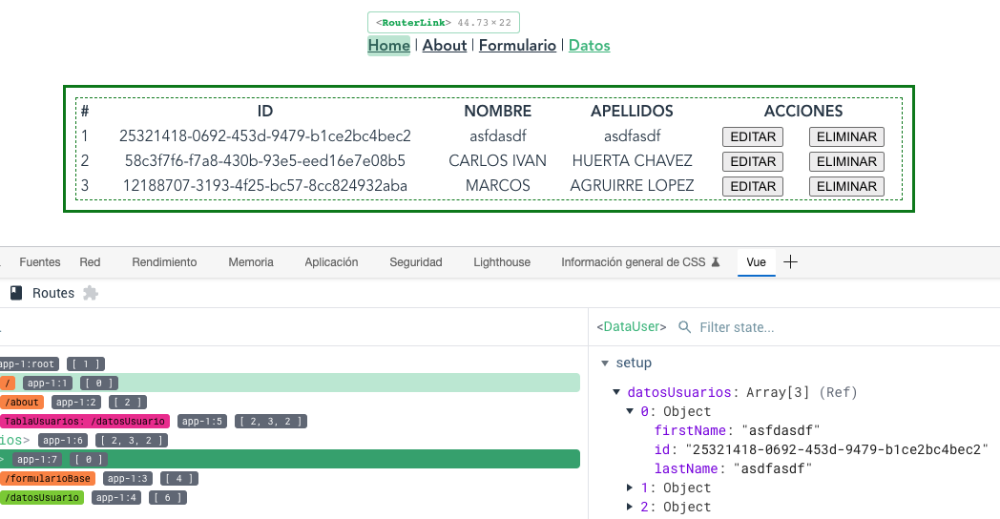 <RouterLink> 44.73×22
Home | About | Formulario | Datos
# ID NOMBRE APELLIDOS ACCIONES
1 25321418-0692-453d-9479-b1ce2bc4bec2 asfdasdf asdfasdf EDITAR ELIMINAR
2 58c3f7f6-f7a8-430b-93e5-eed16e7e08b5 CARLOS IVAN HUERTA CHAVEZ EDITAR ELIMINAR
3 12188707-3193-4f25-bc57-8cc824932aba MARCOS AGRUIRRE LOPEZ EDITAR ELIMINAR
Fuentes Red Rendimiento Memoria Aplicación Seguridad Lighthouse Información general de CSS Vue
Routes
<DataUser> Filter state...
setup
app-1:root [ 1 ]
/ app-1:1 [ 0 ]
/about app-1:2 [ 2 ]
TablaUsuarios: /datosUsuario app-1:5 [ 2, 3, 2 ]
ios> app-1:6 [ 2, 3, 2 ]
> app-1:7 [ 0 ]
/formularioBase app-1:3 [ 4 ]
/datosUsuario app-1:4 [ 6 ]
datosUsuarios: Array[3] (Ref)
0: Object
firstName: "asfdasdf"
id: "25321418-0692-453d-9479-b1ce2bc4bec2"
lastName: "asdfasdf"
1: Object
2: Object